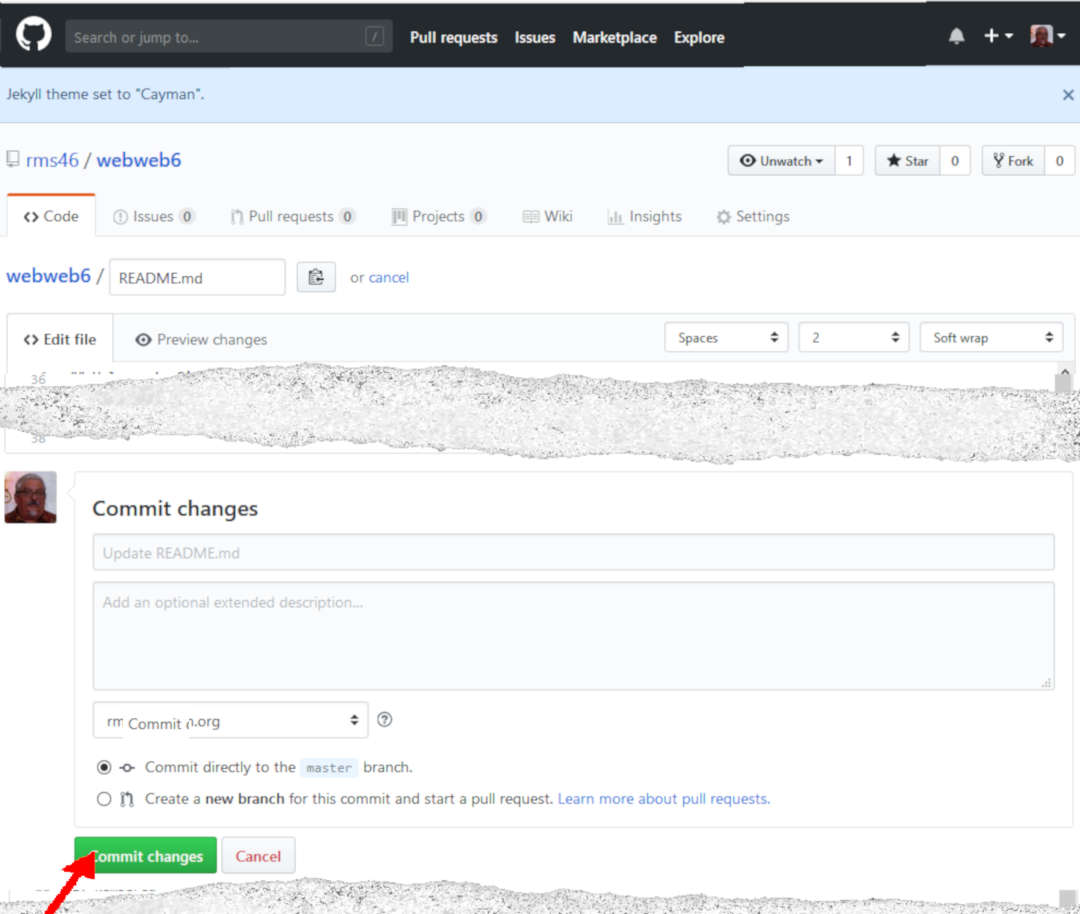 Search or jump to... / Pull requests Issues Marketplace Explore
Jekyll theme set to "Cayman". ×
rms46 / webweb6 Unwatch 1 Star 0 Fork 0
Code Issues 0 Pull requests 0 Projects 0 Wiki Insights Settings
webweb6 / README.md or cancel
Edit file Preview changes Spaces 2 Soft wrap
36
38
Commit changes
Update README.md
Add an optional extended description...
rm Commit .org ?
Commit directly to the master branch.
Create a new branch for this commit and start a pull request. Learn more about pull requests.
Commit changes Cancel